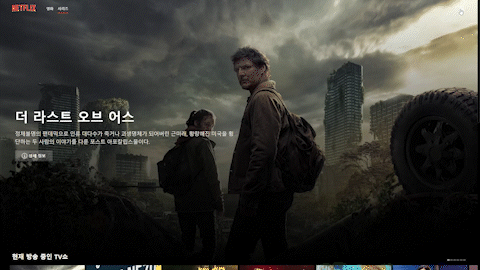 NETFLIX 영화 시리즈
더 라스트 오브 어스
정체불명의 팬데믹으로 인류 대다수가 죽거나 괴생명체가 되어버린 근미래, 황량해진 미국을 횡
단하는 두 사람의 이야기를 다룬 포스트 아포칼립스물이다.
상세 정보
현재 방송 중인 TV쇼